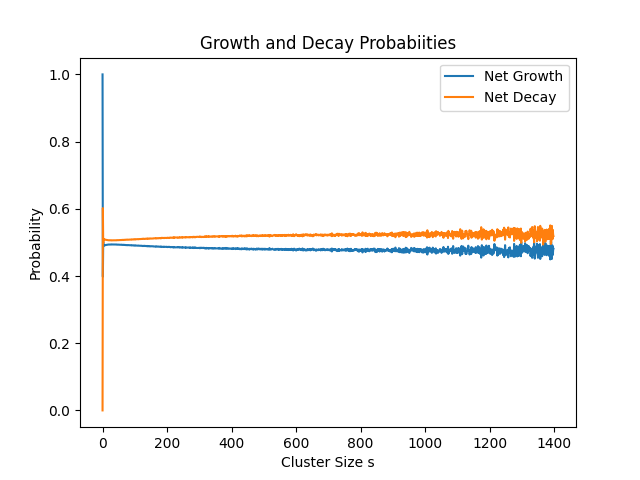 Growth and Decay Probabiities
Net Growth
Net Decay
1.0
0.8
0.6
0.4
0.2
0.0
Probability
0 200 400 600 800 1000 1200 1400
Cluster Size s